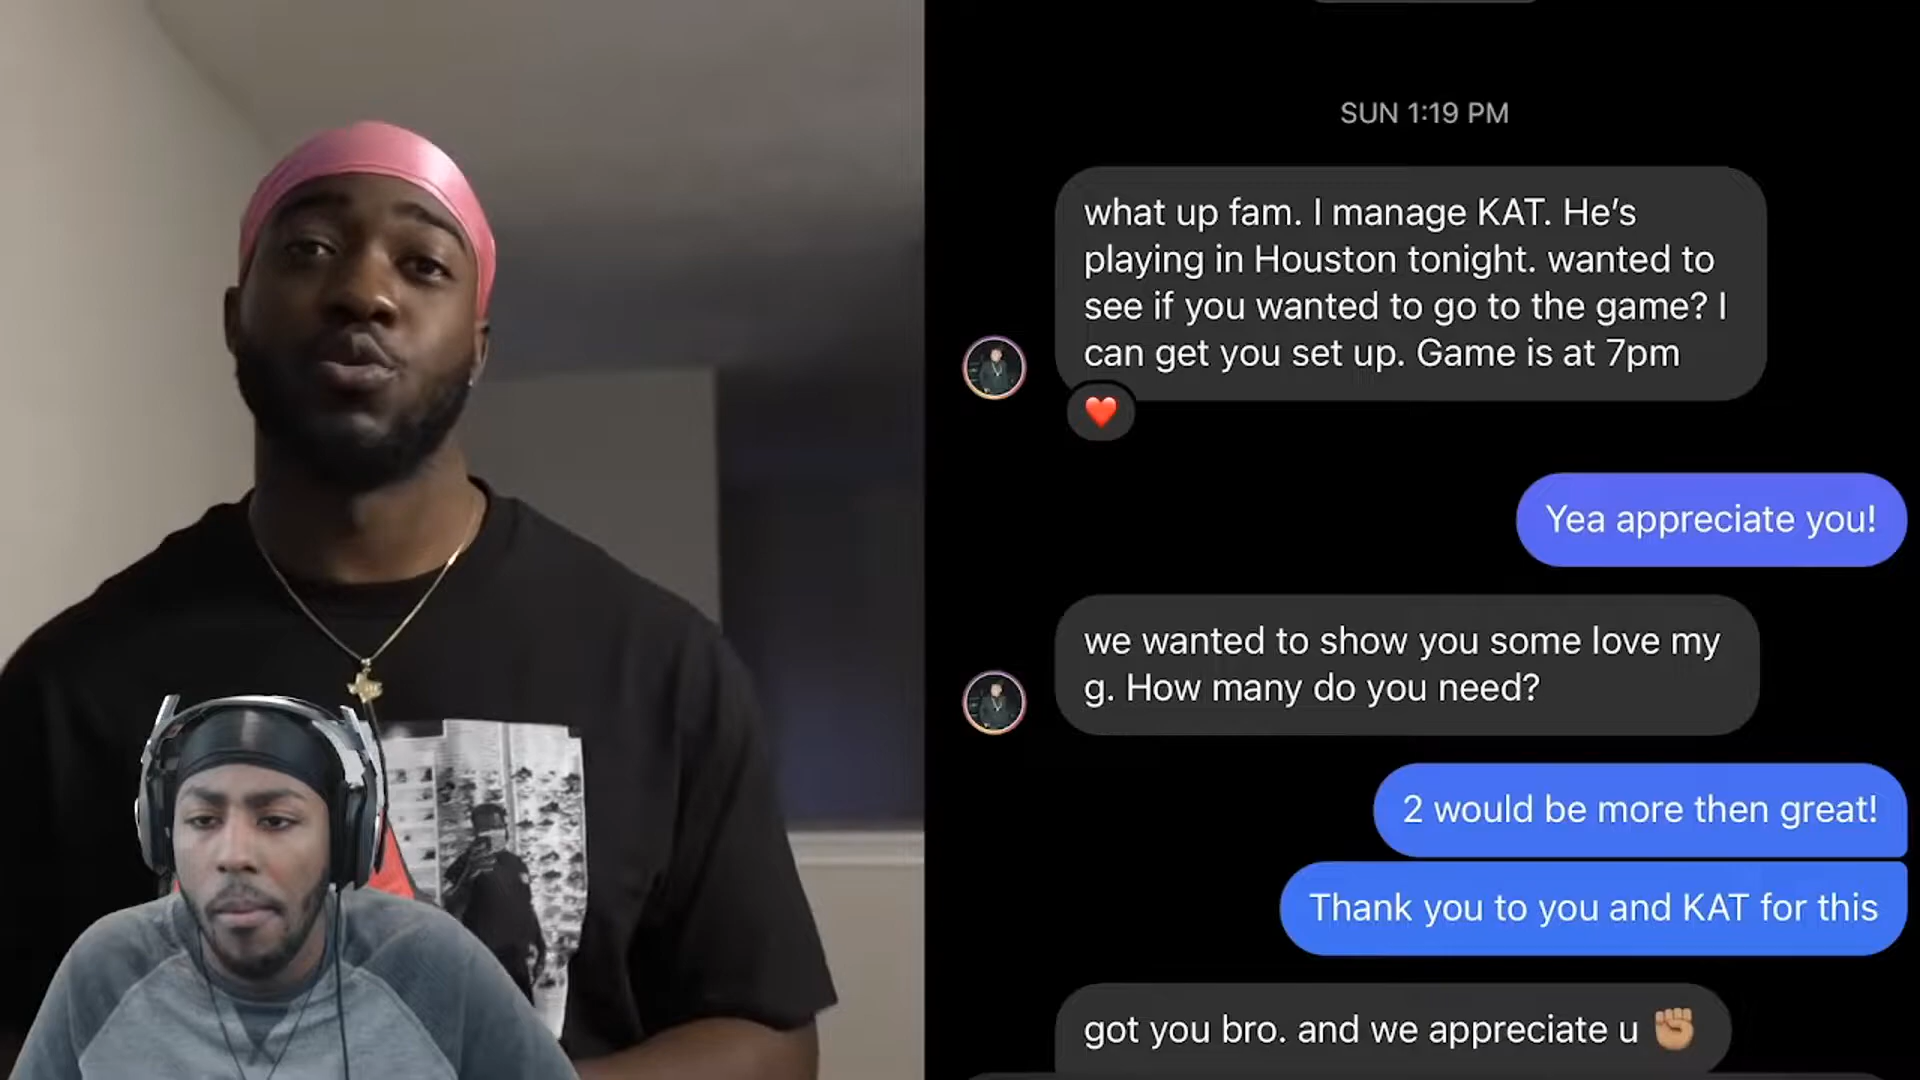 SUN 1:19 PM
what up fam. I manage KAT. He’s
playing in Houston tonight. wanted to
see if you wanted to go to the game? I
can get you set up. Game is at 7pm
❤️
Yea appreciate you!
we wanted to show you some love my
g. How many do you need?
2 would be more then great!
Thank you to you and KAT for this
got you bro. and we appreciate u ✊🏽